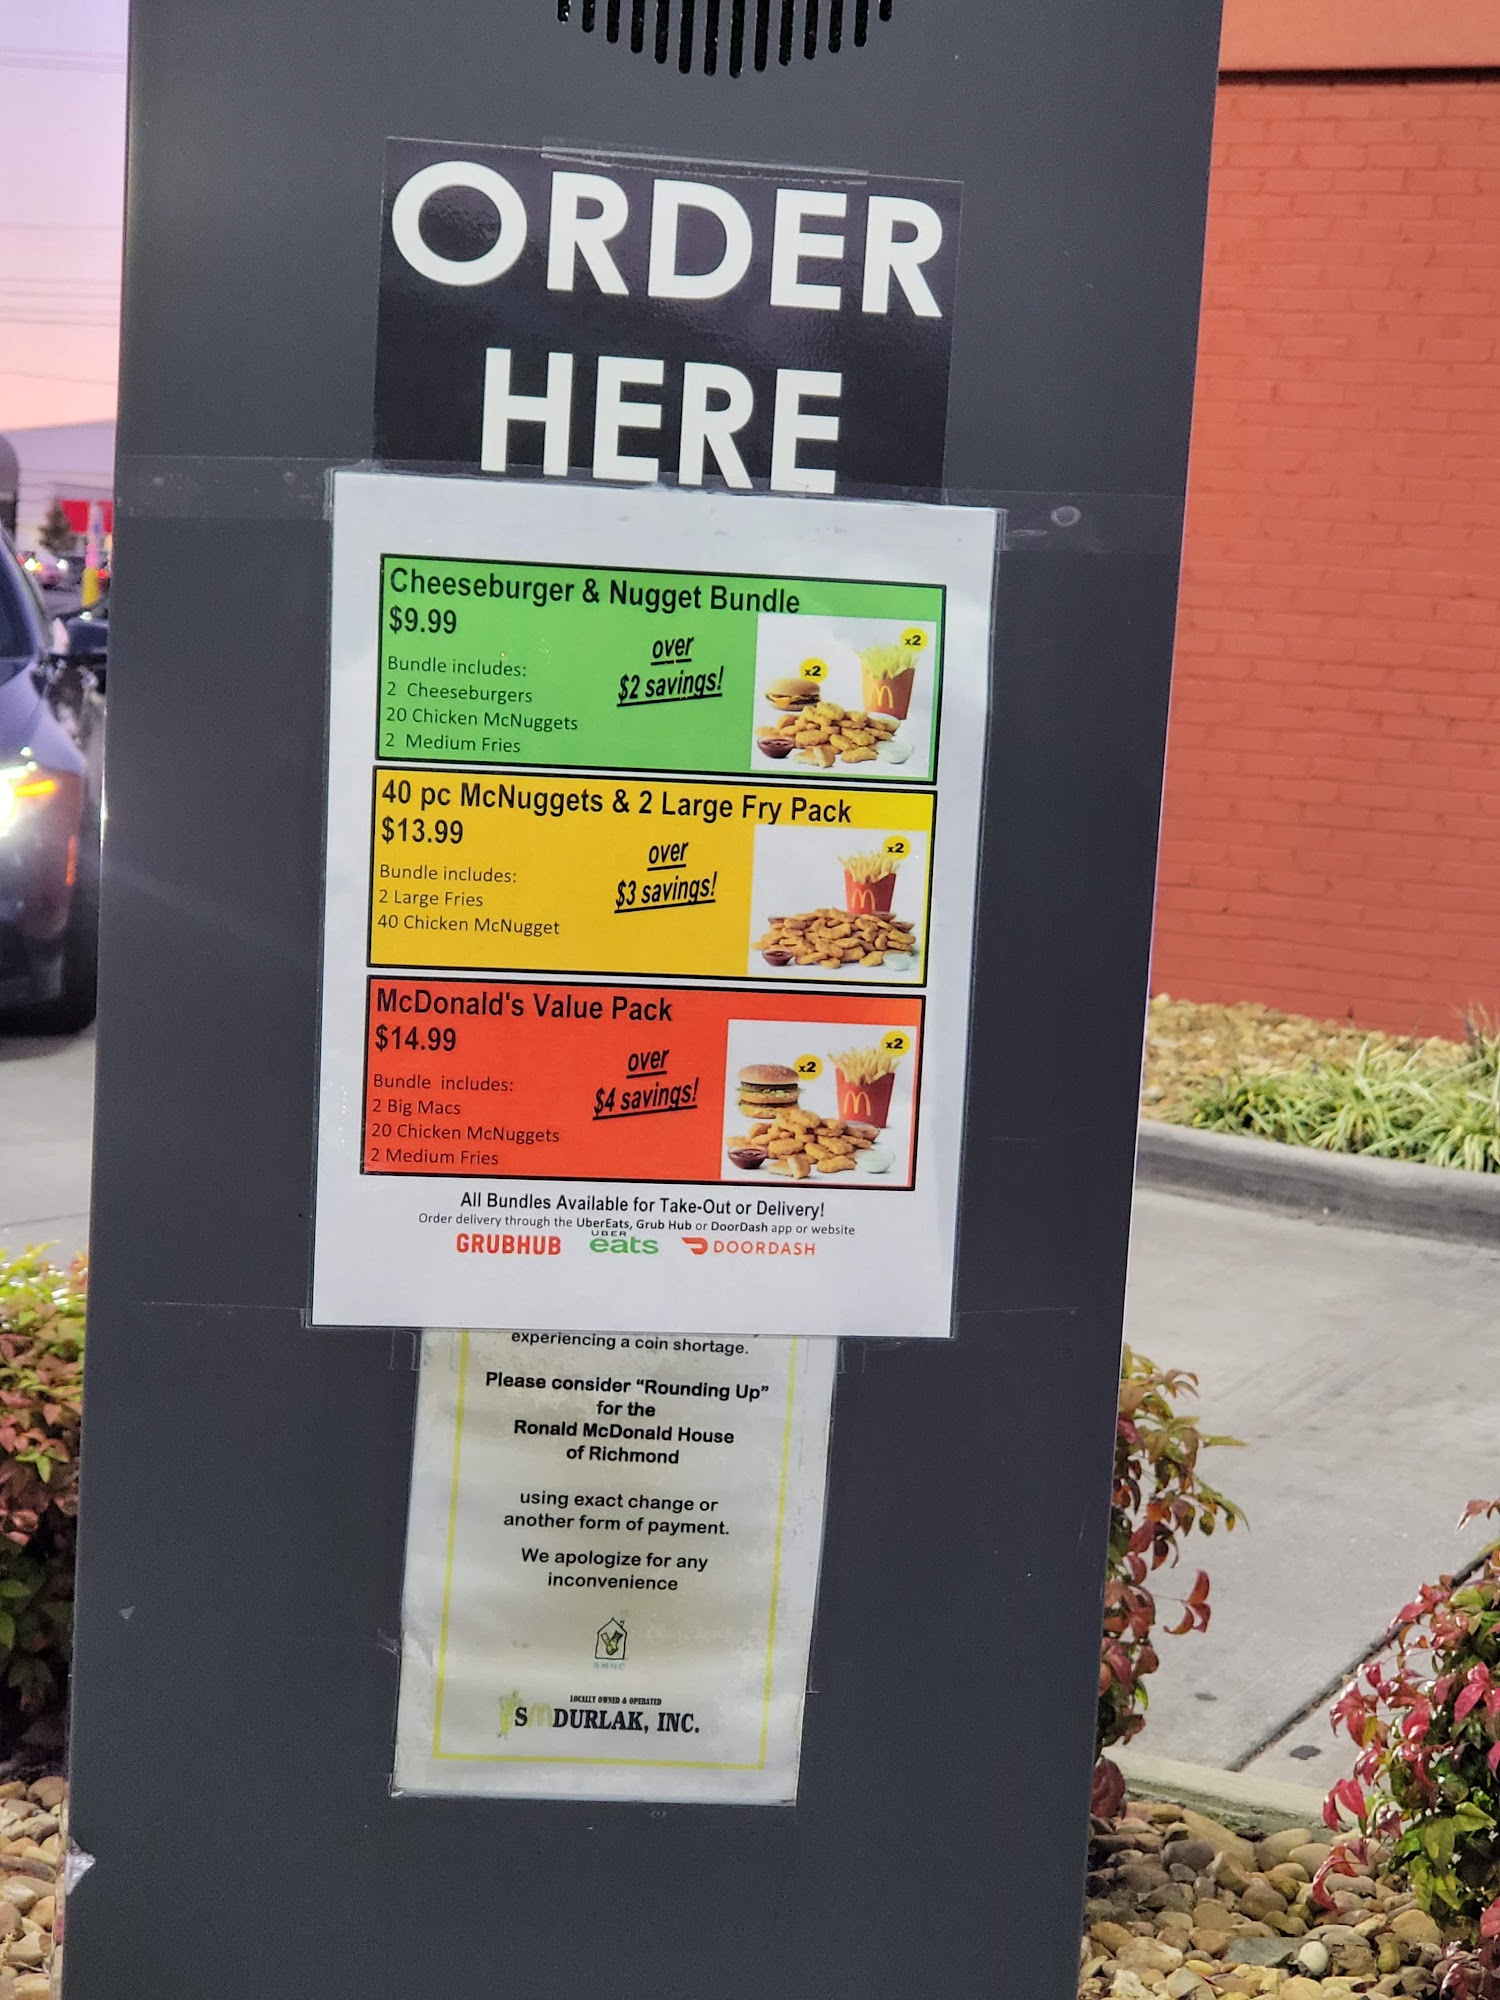 ORDER
HERE
Cheeseburger & Nugget Bundle
$9.99
over
$2 savings!
Bundle includes:
2 Cheeseburgers
20 Chicken McNuggets
2 Medium Fries
x2
x2
40 pc McNuggets & 2 Large Fry Pack
$13.99
over
$3 savings!
Bundle includes:
2 Large Fries
40 Chicken McNugget
x2
McDonald's Value Pack
$14.99
over
$4 savings!
Bundle includes:
2 Big Macs
20 Chicken McNuggets
2 Medium Fries
x2
x2
All Bundles Available for Take-Out or Delivery!
Order delivery through the UberEats, Grub Hub or DoorDash app or website
GRUBHUB UBER eats DOORDASH
experiencing a coin shortage.
Please consider “Rounding Up”
for the
Ronald McDonald House
of Richmond
using exact change or
another form of payment.
We apologize for any
inconvenience
RMHC
LOCALLY OWNED & OPERATED
S M DURLAK, INC.